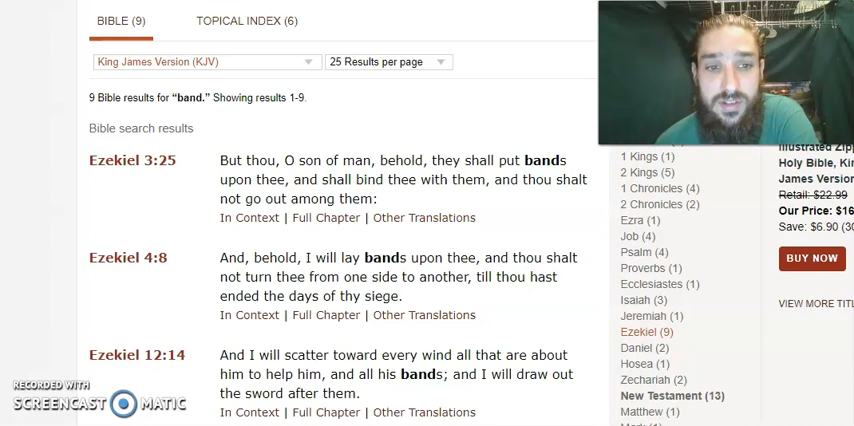 BIBLE (9) TOPICAL INDEX (6)
King James Version (KJV) 25 Results per page
9 Bible results for “band.” Showing results 1-9.
Bible search results
Ezekiel 3:25
But thou, O son of man, behold, they shall put bands
upon thee, and shall bind thee with them, and thou shalt
not go out among them:
In Context | Full Chapter | Other Translations
Ezekiel 4:8
And, behold, I will lay bands upon thee, and thou shalt
not turn thee from one side to another, till thou hast
ended the days of thy siege.
In Context | Full Chapter | Other Translations
Ezekiel 12:14
And I will scatter toward every wind all that are about
him to help him, and all his bands; and I will draw out
the sword after them.
In Context | Full Chapter | Other Translations
1 Kings (1)
2 Kings (5)
1 Chronicles (4)
2 Chronicles (2)
Ezra (1)
Job (4)
Psalm (4)
Proverbs (1)
Ecclesiastes (1)
Isaiah (3)
Jeremiah (1)
Ezekiel (9)
Daniel (2)
Hosea (1)
Zechariah (2)
New Testament (13)
Matthew (1)
Illustrated Zip
Holy Bible, Kin
James Version
Retail: $22.99
Our Price: $16
Save: $6.90 (30
BUY NOW
VIEW MORE TITL
RECORDED WITH
SCREENCAST MATIC